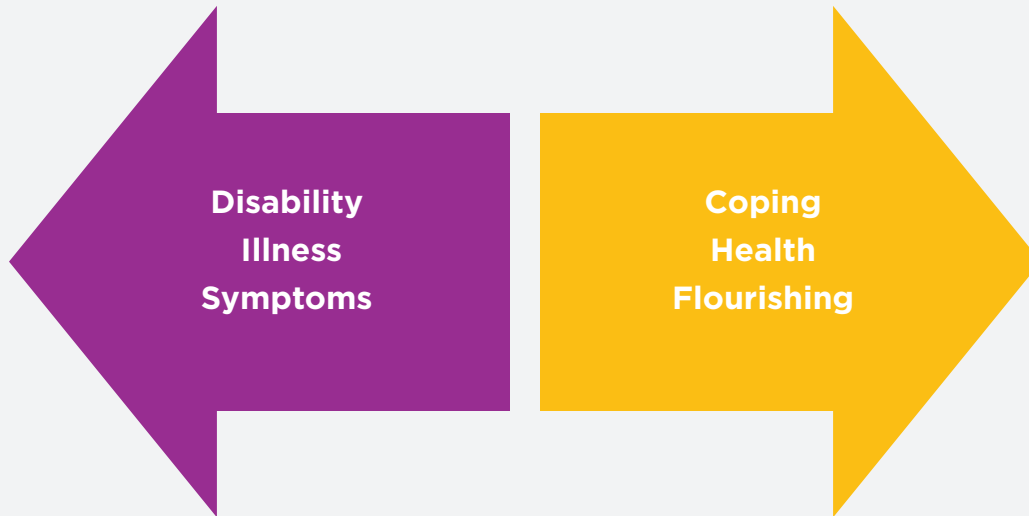 Disability
Illness
Symptoms
Coping
Health
Flourishing